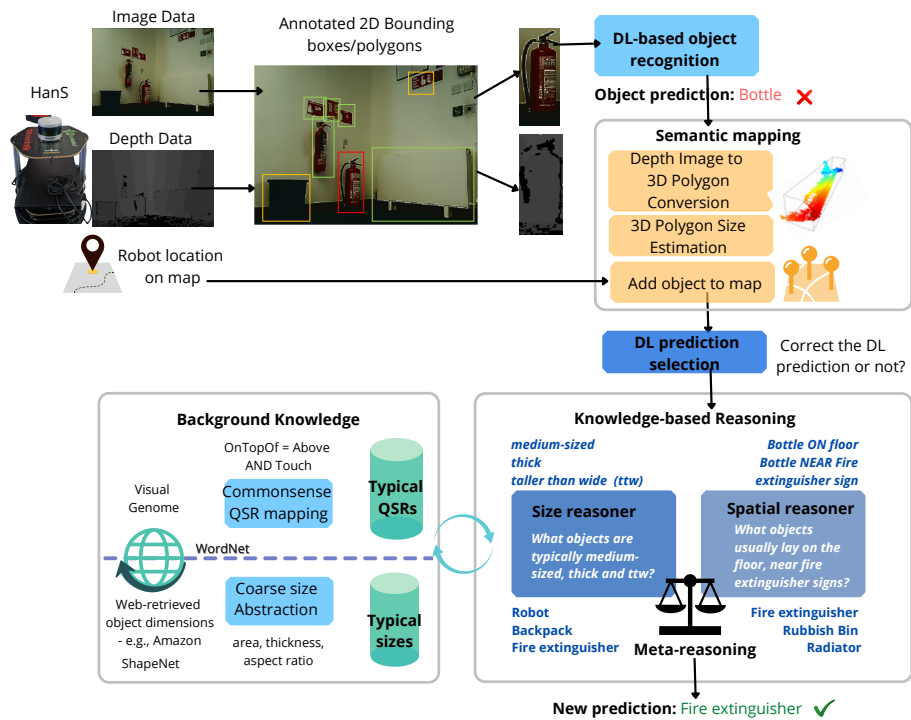 Image Data
Annotated 2D Bounding
boxes/polygons
DL-based object
recognition
HanS
Object prediction: Bottle
Depth Data
Semantic mapping
Depth Image to
3D Polygon
Conversion
3D Polygon Size
Estimation
Robot location
on map
Add object to map
DL prediction
selection
Correct the DL
prediction or not?
Background Knowledge
OnTopOf = Above
AND Touch
Typical
QSRs
Visual
Genome
Commonsense
QSR mapping
WordNet
Coarse size
Abstraction
Web-retrieved
object dimensions
- e.g., Amazon
ShapeNet
area, thickness,
aspect ratio
Typical
sizes
Knowledge-based Reasoning
medium-sized
thick
taller than wide (ttw)
Bottle ON floor
Bottle NEAR Fire
extinguisher sign
Size reasoner
What objects are
typically medium-
sized, thick and ttw?
Spatial reasoner
What objects
usually lay on the
floor, near fire
extinguisher signs?
Robot
Backpack
Fire extinguisher
Fire extinguisher
Rubbish Bin
Radiator
Meta-reasoning
New prediction: Fire extinguisher